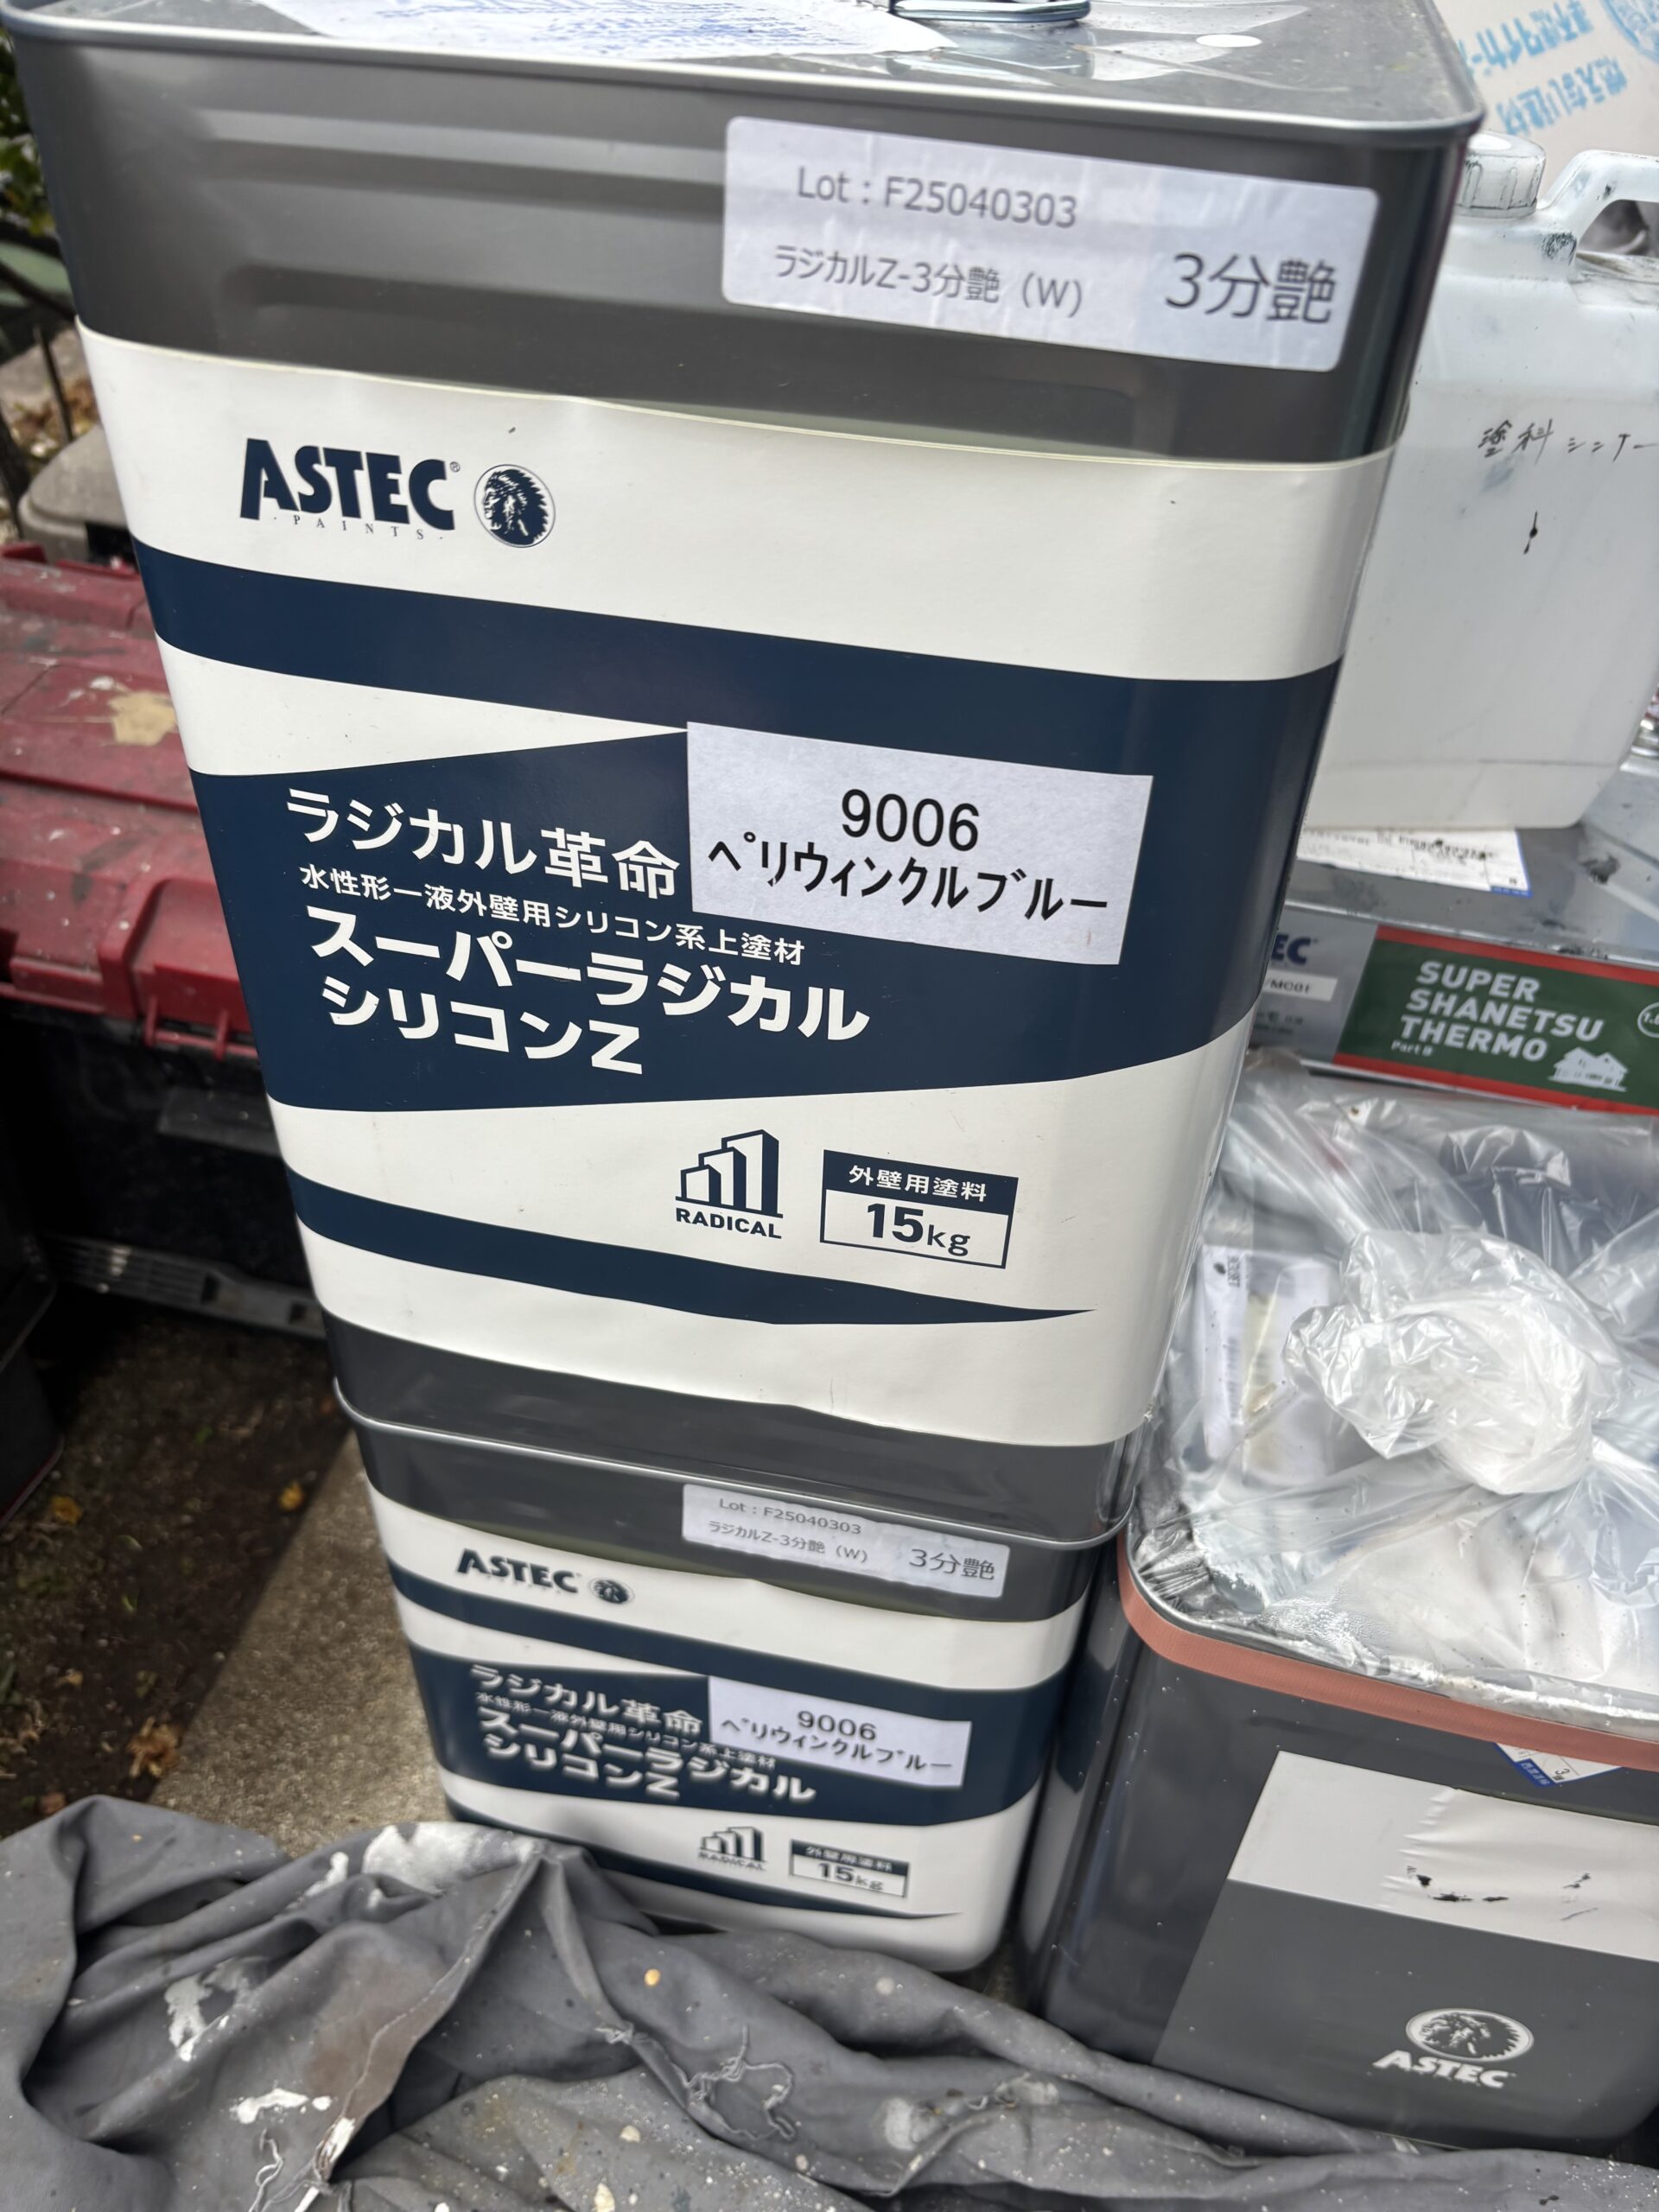 Lot : F25040303
ラジカルZ-3分艶 (W) 3分艶
ASTEC®
PAINTS
9006
ペリウィンクルブルー
ラジカル革命
水性形一液外壁用シリコン系上塗材
スーパーラジカル
シリコンZ
RADICAL
外壁用塗料
15kg
塗料シンナー
EC
/MC01
SUPER
SHANETSU
THERMO
Part B
Lot : F25040303
ラジカルZ-3分艶 (W) 3分艶
ASTEC
9006
ペリウィンクルブルー
ラジカル革命
水性形一液外壁用シリコン系上塗材
スーパーラジカル
シリコンZ
RADICAL
外壁用塗料
15kg
ASTEC